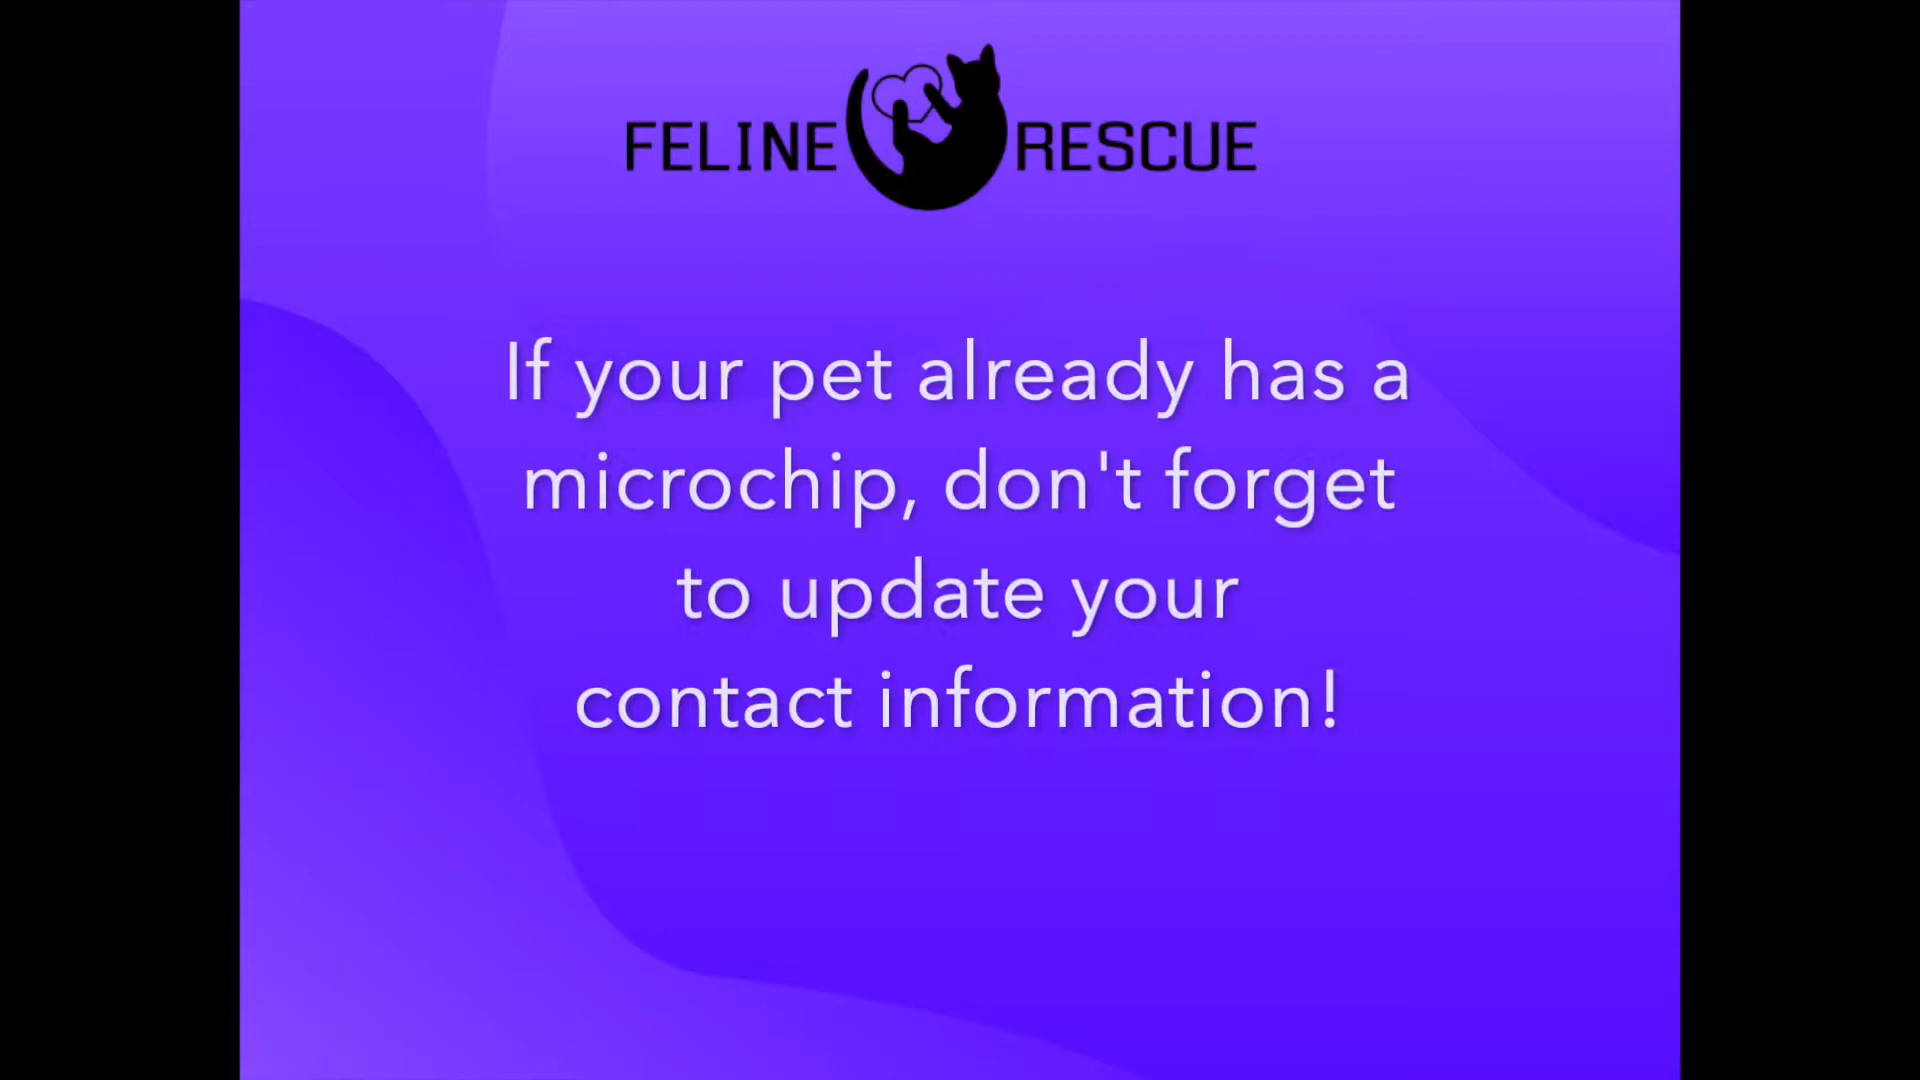 FELINE RESCUE
If your pet already has a
microchip, don't forget
to update your
contact information!